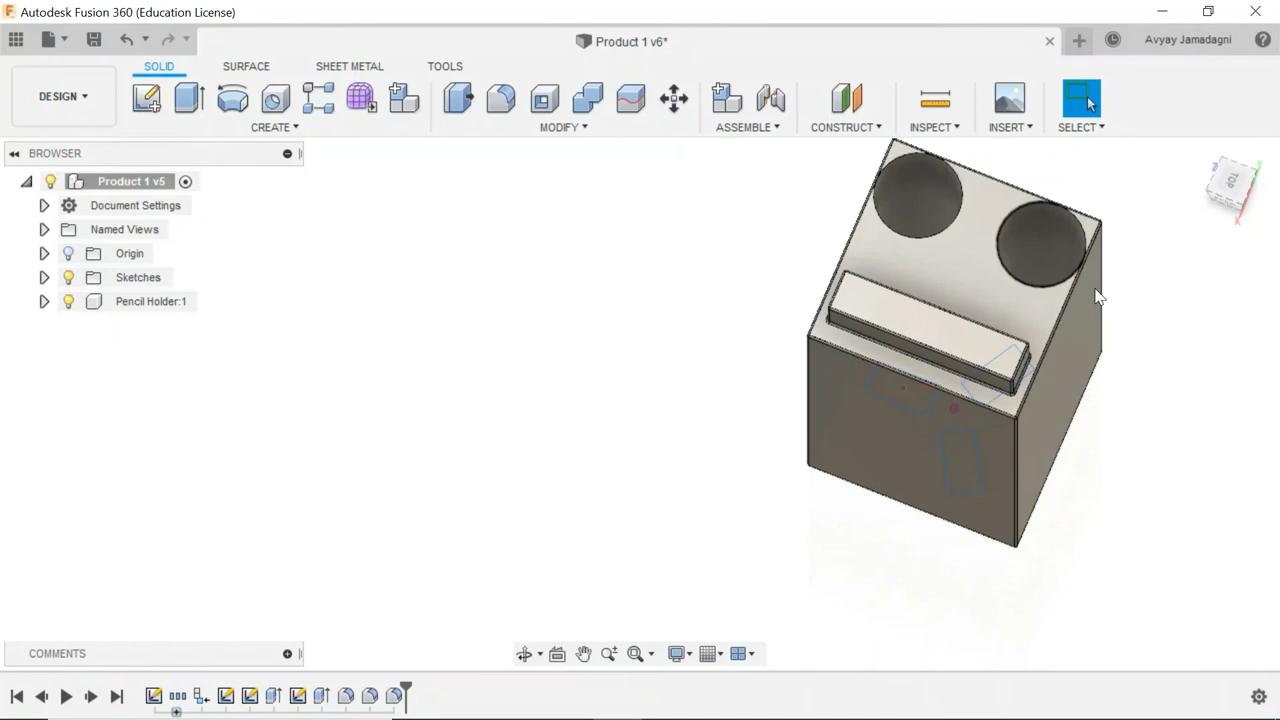 Autodesk Fusion 360 (Education License)
Product 1 v6*
Avyay Jamadagni
SOLID SURFACE SHEET METAL TOOLS
DESIGN
CREATE MODIFY ASSEMBLE CONSTRUCT INSPECT INSERT SELECT
BROWSER
Product 1 v5
Document Settings
Named Views
Origin
Sketches
Pencil Holder:1
TOP
Z
X
COMMENTS